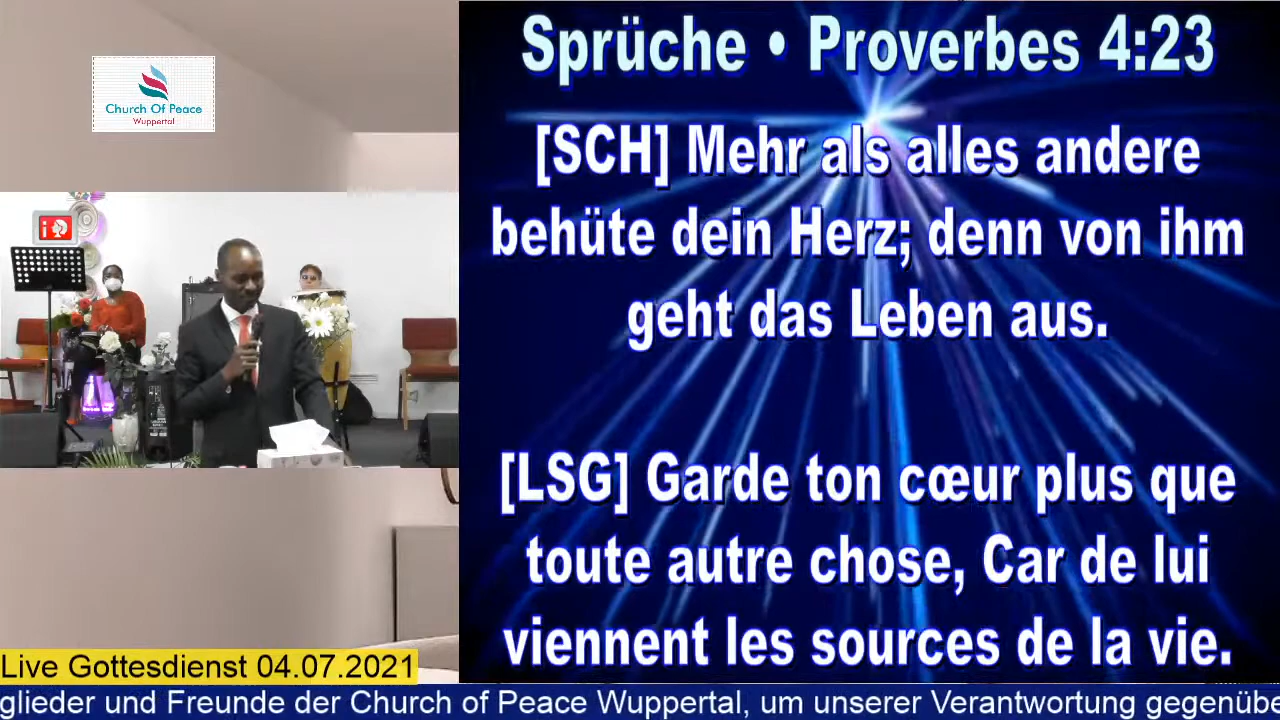 Church Of Peace
Wuppertal
Sprüche • Proverbes 4:23
[SCH] Mehr als alles andere
behüte dein Herz; denn von ihm
geht das Leben aus.
[LSG] Garde ton cœur plus que
toute autre chose, Car de lui
viennent les sources de la vie.
Live Gottesdienst 04.07.2021
glieder und Freunde der Church of Peace Wuppertal, um unserer Verantwortung gegenübe